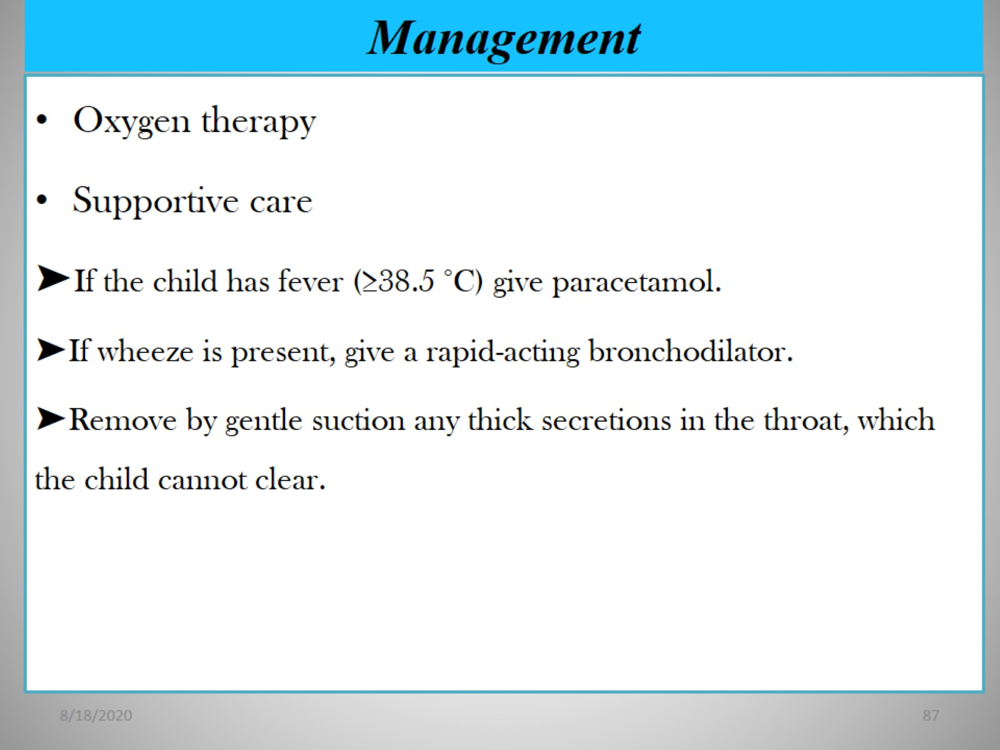 Management
• Oxygen therapy
• Supportive care
➤If the child has fever (≥38.5 °C) give paracetamol.
➤If wheeze is present, give a rapid-acting bronchodilator.
➤Remove by gentle suction any thick secretions in the throat, which
the child cannot clear.
8/18/2020
87